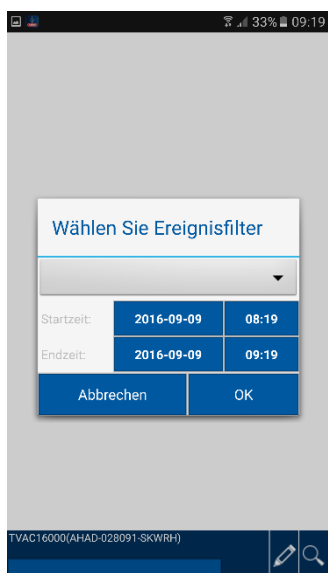 33% 09:19
Wählen Sie Ereignisfilter
Startzeit: 2016-09-09 08:19
Endzeit: 2016-09-09 09:19
Abbrechen OK
TVAC16000(AHAD-028091-SKWRH)